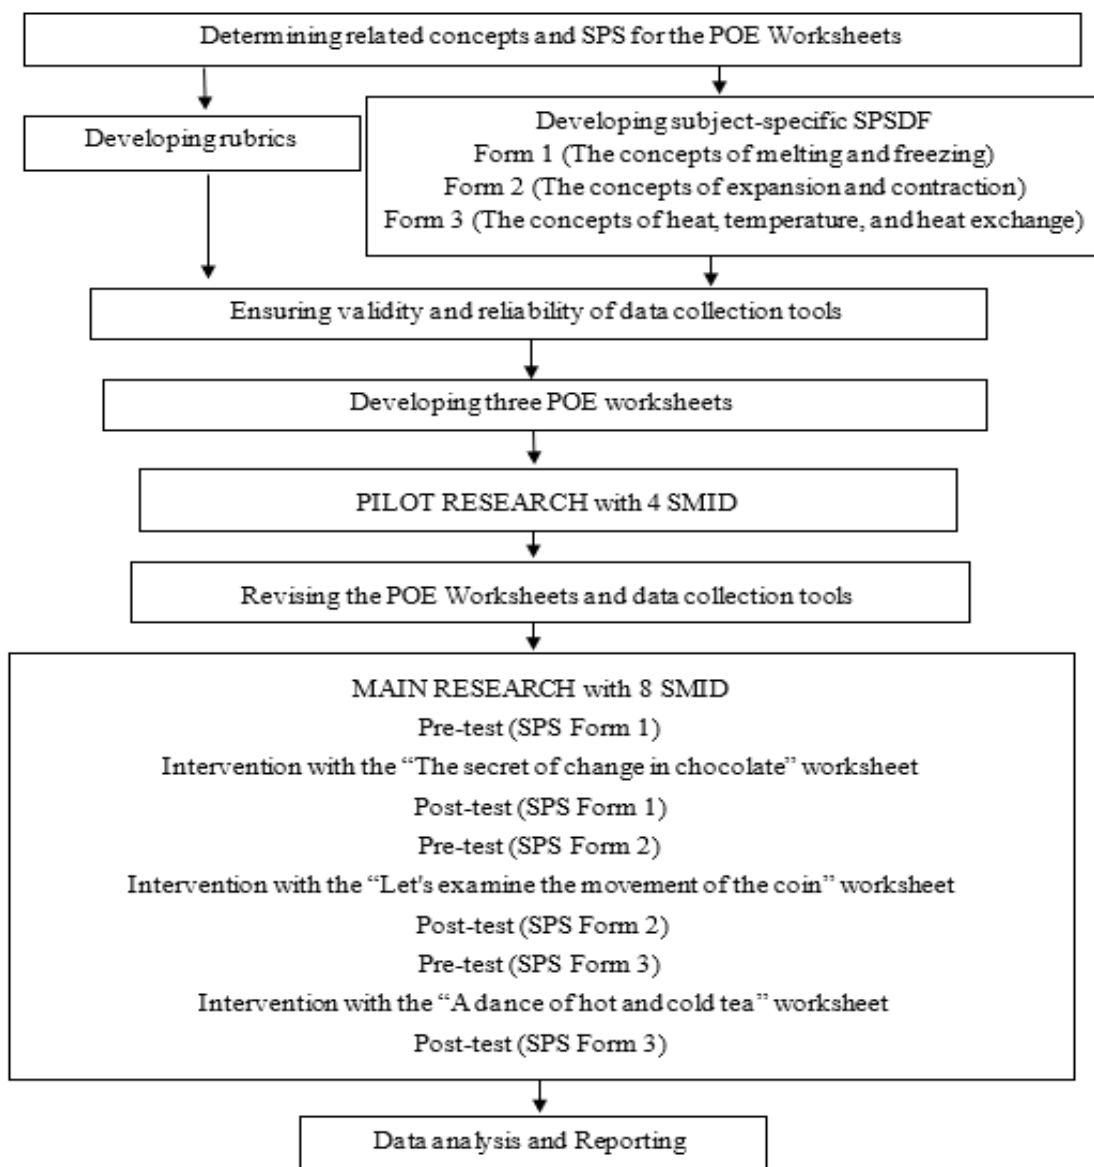 Determining related concepts and SPS for the POE Worksheets
Developing rubrics
Developing subject-specific SPSDF
Form 1 (The concepts of melting and freezing)
Form 2 (The concepts of expansion and contraction)
Form 3 (The concepts of heat, temperature, and heat exchange)
Ensuring validity and reliability of data collection tools
Developing three POE worksheets
PILOT RESEARCH with 4 SMID
Revising the POE Worksheets and data collection tools
MAIN RESEARCH with 8 SMID
Pre-test (SPS Form 1)
Intervention with the “The secret of change in chocolate” worksheet
Post-test (SPS Form 1)
Pre-test (SPS Form 2)
Intervention with the “Let's examine the movement of the coin” worksheet
Post-test (SPS Form 2)
Pre-test (SPS Form 3)
Intervention with the “A dance of hot and cold tea” worksheet
Post-test (SPS Form 3)
Data analysis and Reporting